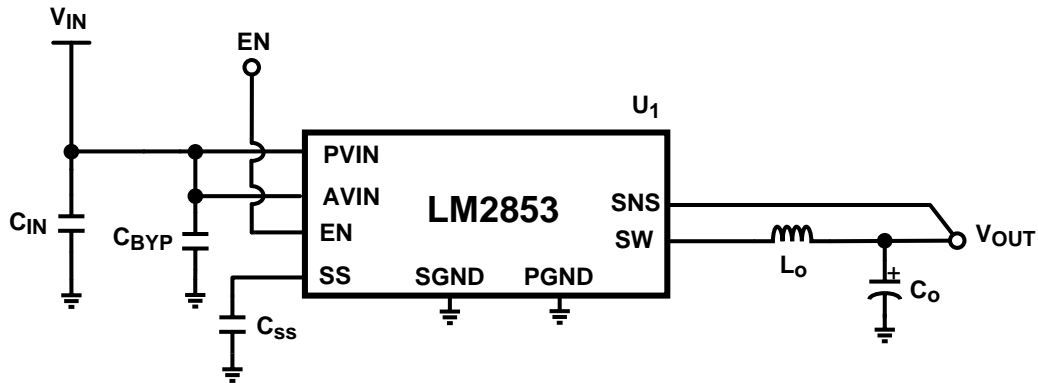 VIN
EN
U1
PVIN
AVIN
EN
SS
LM2853
SNS
SW
SGND
PGND
CIN
CBYP
Css
Lo
Co
+
VOUT